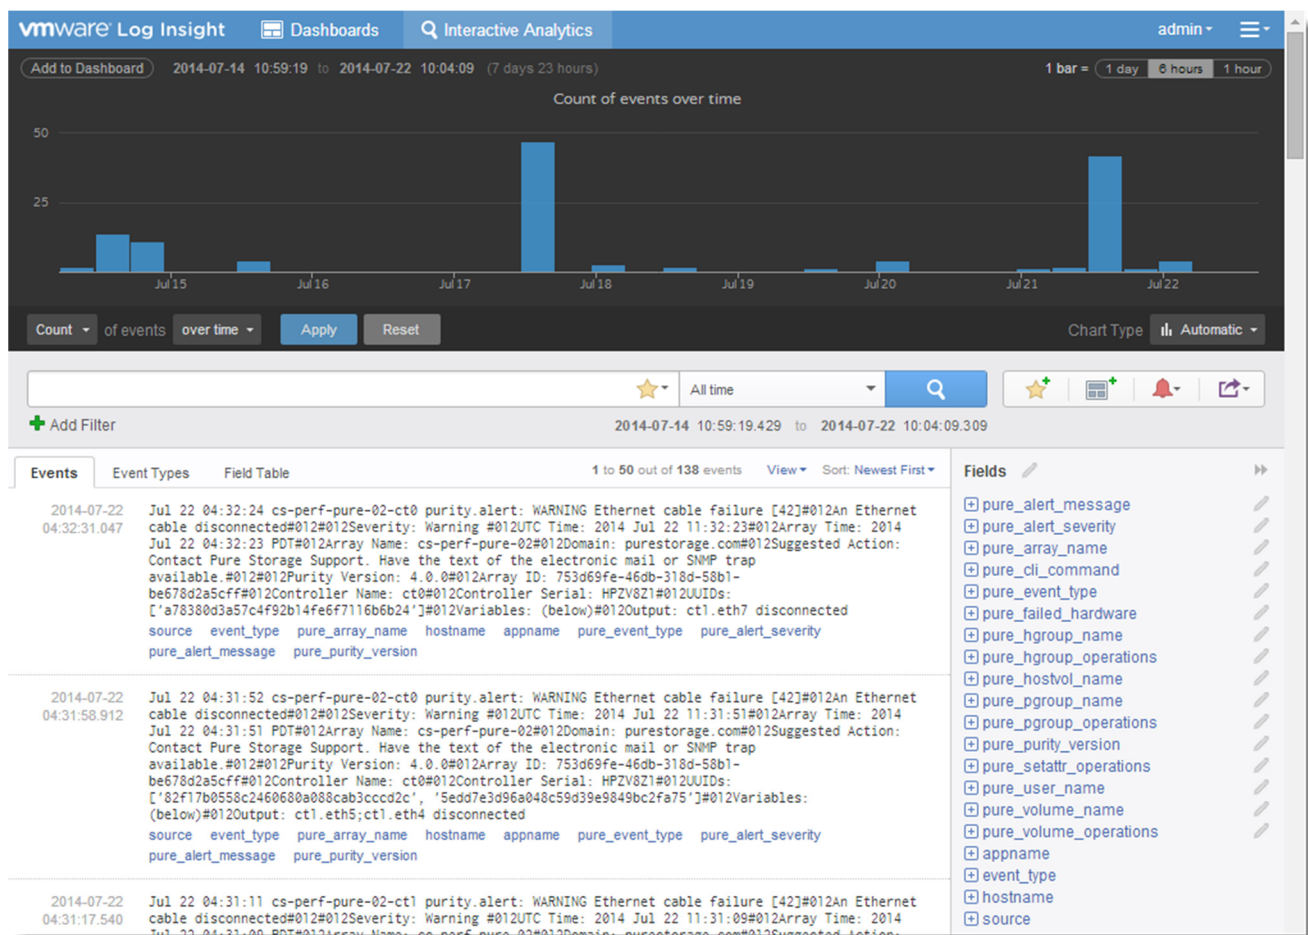 vmware Log Insight Dashboards Interactive Analytics admin
Add to Dashboard 2014-07-14 10:59:19 to 2014-07-22 10:04:09 (7 days 23 hours) 1 bar = 1 day 6 hours 1 hour
Count of events over time
50
25
Jul 15 Jul 16 Jul 17 Jul 18 Jul 19 Jul 20 Jul 21 Jul 22
Count of events over time Apply Reset Chart Type Automatic
All time
Add Filter 2014-07-14 10:59:19.429 to 2014-07-22 10:04:09.309
Events Event Types Field Table 1 to 50 out of 138 events View Sort: Newest First
2014-07-22
04:32:31.047
Jul 22 04:32:24 cs-perf-pure-02-ct0 purity.alert: WARNING Ethernet cable failure [42]#012An Ethernet
cable disconnected#012#012Severity: Warning #012UTC Time: 2014 Jul 22 11:32:23#012Array Time: 2014
Jul 22 04:32:23 PDT#012Array Name: cs-perf-pure-02#012Domain: purestorage.com#012Suggested Action:
Contact Pure Storage Support. Have the text of the electronic mail or SNMP trap
available.#012#012Purity Version: 4.0.0#012Array ID: 753d69fe-46db-318d-58b1-
be678d2a5cff#012Controller Name: ct0#012Controller Serial: HPZV8Z1#012UUIDs:
['a78380d3a57c4f92b14fe6f7116b6b24']#012Variables: (below)#012Output: ct1.eth7 disconnected
source event_type pure_array_name hostname appname pure_event_type pure_alert_severity
pure_alert_message pure_purity_version
2014-07-22
04:31:58.912
Jul 22 04:31:52 cs-perf-pure-02-ct0 purity.alert: WARNING Ethernet cable failure [42]#012An Ethernet
cable disconnected#012#012Severity: Warning #012UTC Time: 2014 Jul 22 11:31:51#012Array Time: 2014
Jul 22 04:31:51 PDT#012Array Name: cs-perf-pure-02#012Domain: purestorage.com#012Suggested Action:
Contact Pure Storage Support. Have the text of the electronic mail or SNMP trap
available.#012#012Purity Version: 4.0.0#012Array ID: 753d69fe-46db-318d-58b1-
be678d2a5cff#012Controller Name: ct0#012Controller Serial: HPZV8Z1#012UUIDs:
['82f17b0558c2460680a088cab3cccd2c', '5edd7e3d96a048c59d39e9849bc2fa75']#012Variables:
(below)#012Output: ct1.eth5;ct1.eth4 disconnected
source event_type pure_array_name hostname appname pure_event_type pure_alert_severity
pure_alert_message pure_purity_version
2014-07-22
04:31:17.540
Jul 22 04:31:11 cs-perf-pure-02-ct1 purity.alert: WARNING Ethernet cable failure [42]#012An Ethernet
cable disconnected#012#012Severity: Warning #012UTC Time: 2014 Jul 22 11:31:09#012Array Time: 2014
Jul 22 04:31:09 PDT#012Array Name: cs-perf-pure-02#012Domain: purestorage.com#012Suggested Action:
Fields
pure_alert_message
pure_alert_severity
pure_array_name
pure_cli_command
pure_event_type
pure_failed_hardware
pure_hgroup_name
pure_hgroup_operations
pure_hostvol_name
pure_pgroup_name
pure_pgroup_operations
pure_purity_version
pure_setattr_operations
pure_user_name
pure_volume_name
pure_volume_operations
appname
event_type
hostname
source